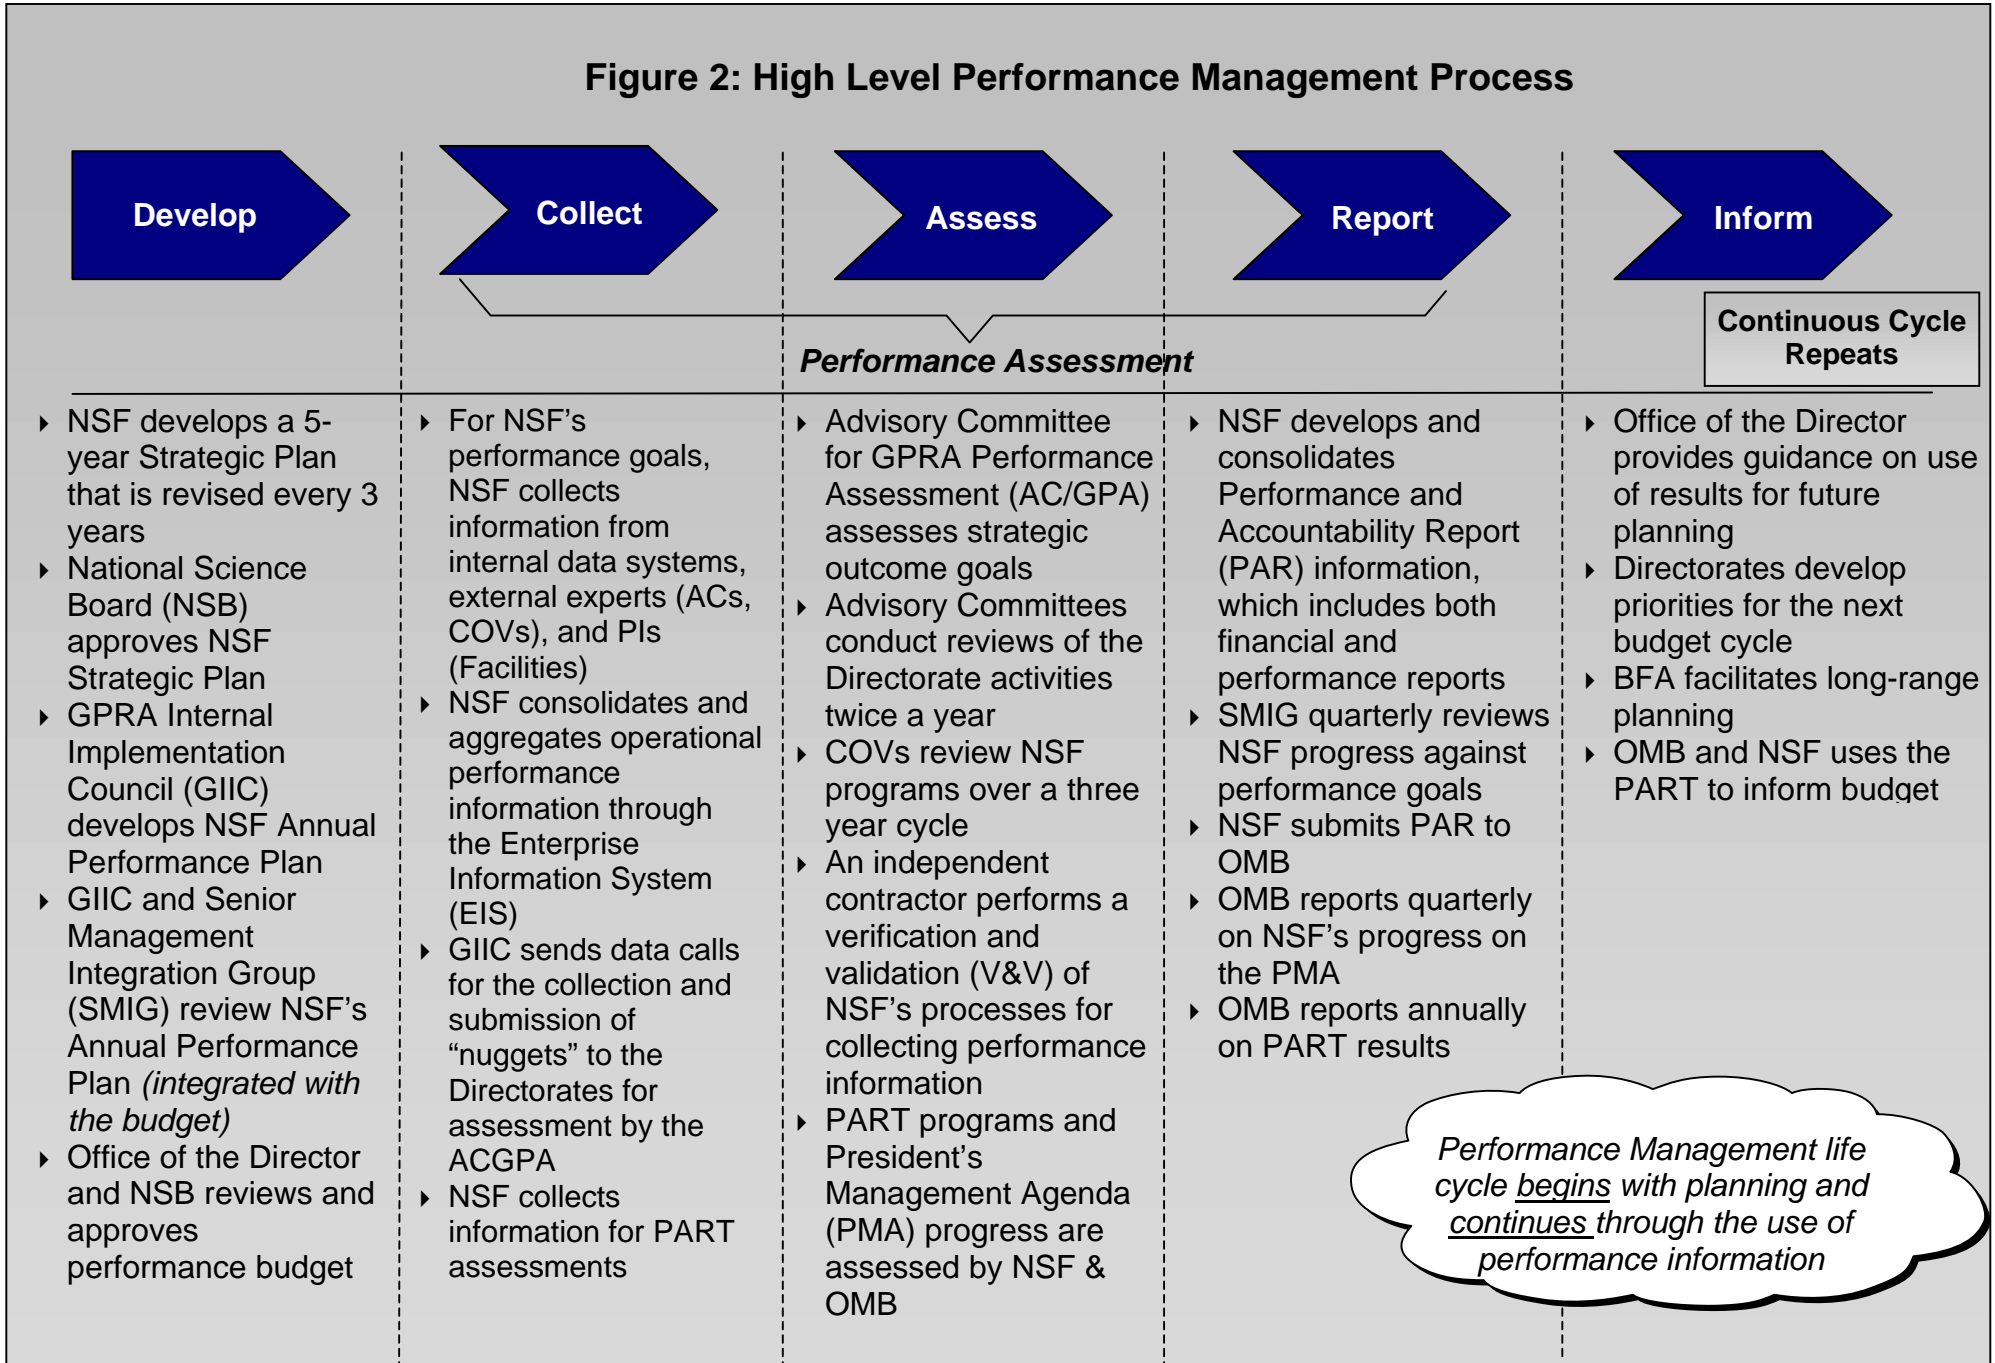 Figure 2: High Level Performance Management Process
Develop
Collect
Assess
Report
Inform
Performance Assessment
Continuous Cycle
Repeats
‣ NSF develops a 5-
year Strategic Plan
that is revised every 3
years
‣ National Science
Board (NSB)
approves NSF
Strategic Plan
‣ GPRA Internal
Implementation
Council (GIIC)
develops NSF Annual
Performance Plan
‣ GIIC and Senior
Management
Integration Group
(SMIG) review NSF’s
Annual Performance
Plan (integrated with
the budget)
‣ Office of the Director
and NSB reviews and
approves
performance budget
‣ For NSF’s
performance goals,
NSF collects
information from
internal data systems,
external experts (ACs,
COVs), and PIs
(Facilities)
‣ NSF consolidates and
aggregates operational
performance
information through
the Enterprise
Information System
(EIS)
‣ GIIC sends data calls
for the collection and
submission of
“nuggets” to the
Directorates for
assessment by the
ACGPA
‣ NSF collects
information for PART
assessments
‣ Advisory Committee
for GPRA Performance
Assessment (AC/GPA)
assesses strategic
outcome goals
‣ Advisory Committees
conduct reviews of the
Directorate activities
twice a year
‣ COVs review NSF
programs over a three
year cycle
‣ An independent
contractor performs a
verification and
validation (V&V) of
NSF’s processes for
collecting performance
information
‣ PART programs and
President’s
Management Agenda
(PMA) progress are
assessed by NSF &
OMB
‣ NSF develops and
consolidates
Performance and
Accountability Report
(PAR) information,
which includes both
financial and
performance reports
‣ SMIG quarterly reviews
NSF progress against
performance goals
‣ NSF submits PAR to
OMB
‣ OMB reports quarterly
on NSF’s progress on
the PMA
‣ OMB reports annually
on PART results
‣ Office of the Director
provides guidance on use
of results for future
planning
‣ Directorates develop
priorities for the next
budget cycle
‣ BFA facilitates long-range
planning
‣ OMB and NSF uses the
PART to inform budget
Performance Management life
cycle begins with planning and
continues through the use of
performance information